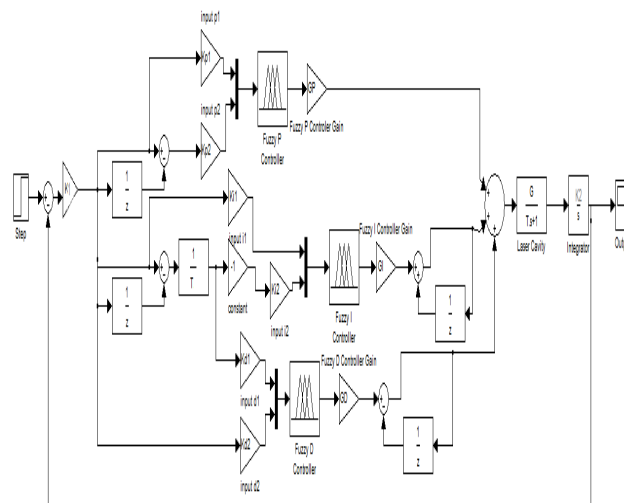 input p1
Kp1
GP
Fuzzy P Controller Gain
Fuzzy P
Controller
input p2
Kp2
Step
K1
1
z
Ki1
input i1
-1
constant
Ki2
input i2
1
T
1
z
Fuzzy I Controller Gain
GI
Fuzzy I
Controller
1
z
G
T.s+1
Laser Cavity
K2
s
Integrator
Outp
Kd1
input d1
Kd2
input d2
Fuzzy D Controller Gain
GD
Fuzzy D
Controller
1
z